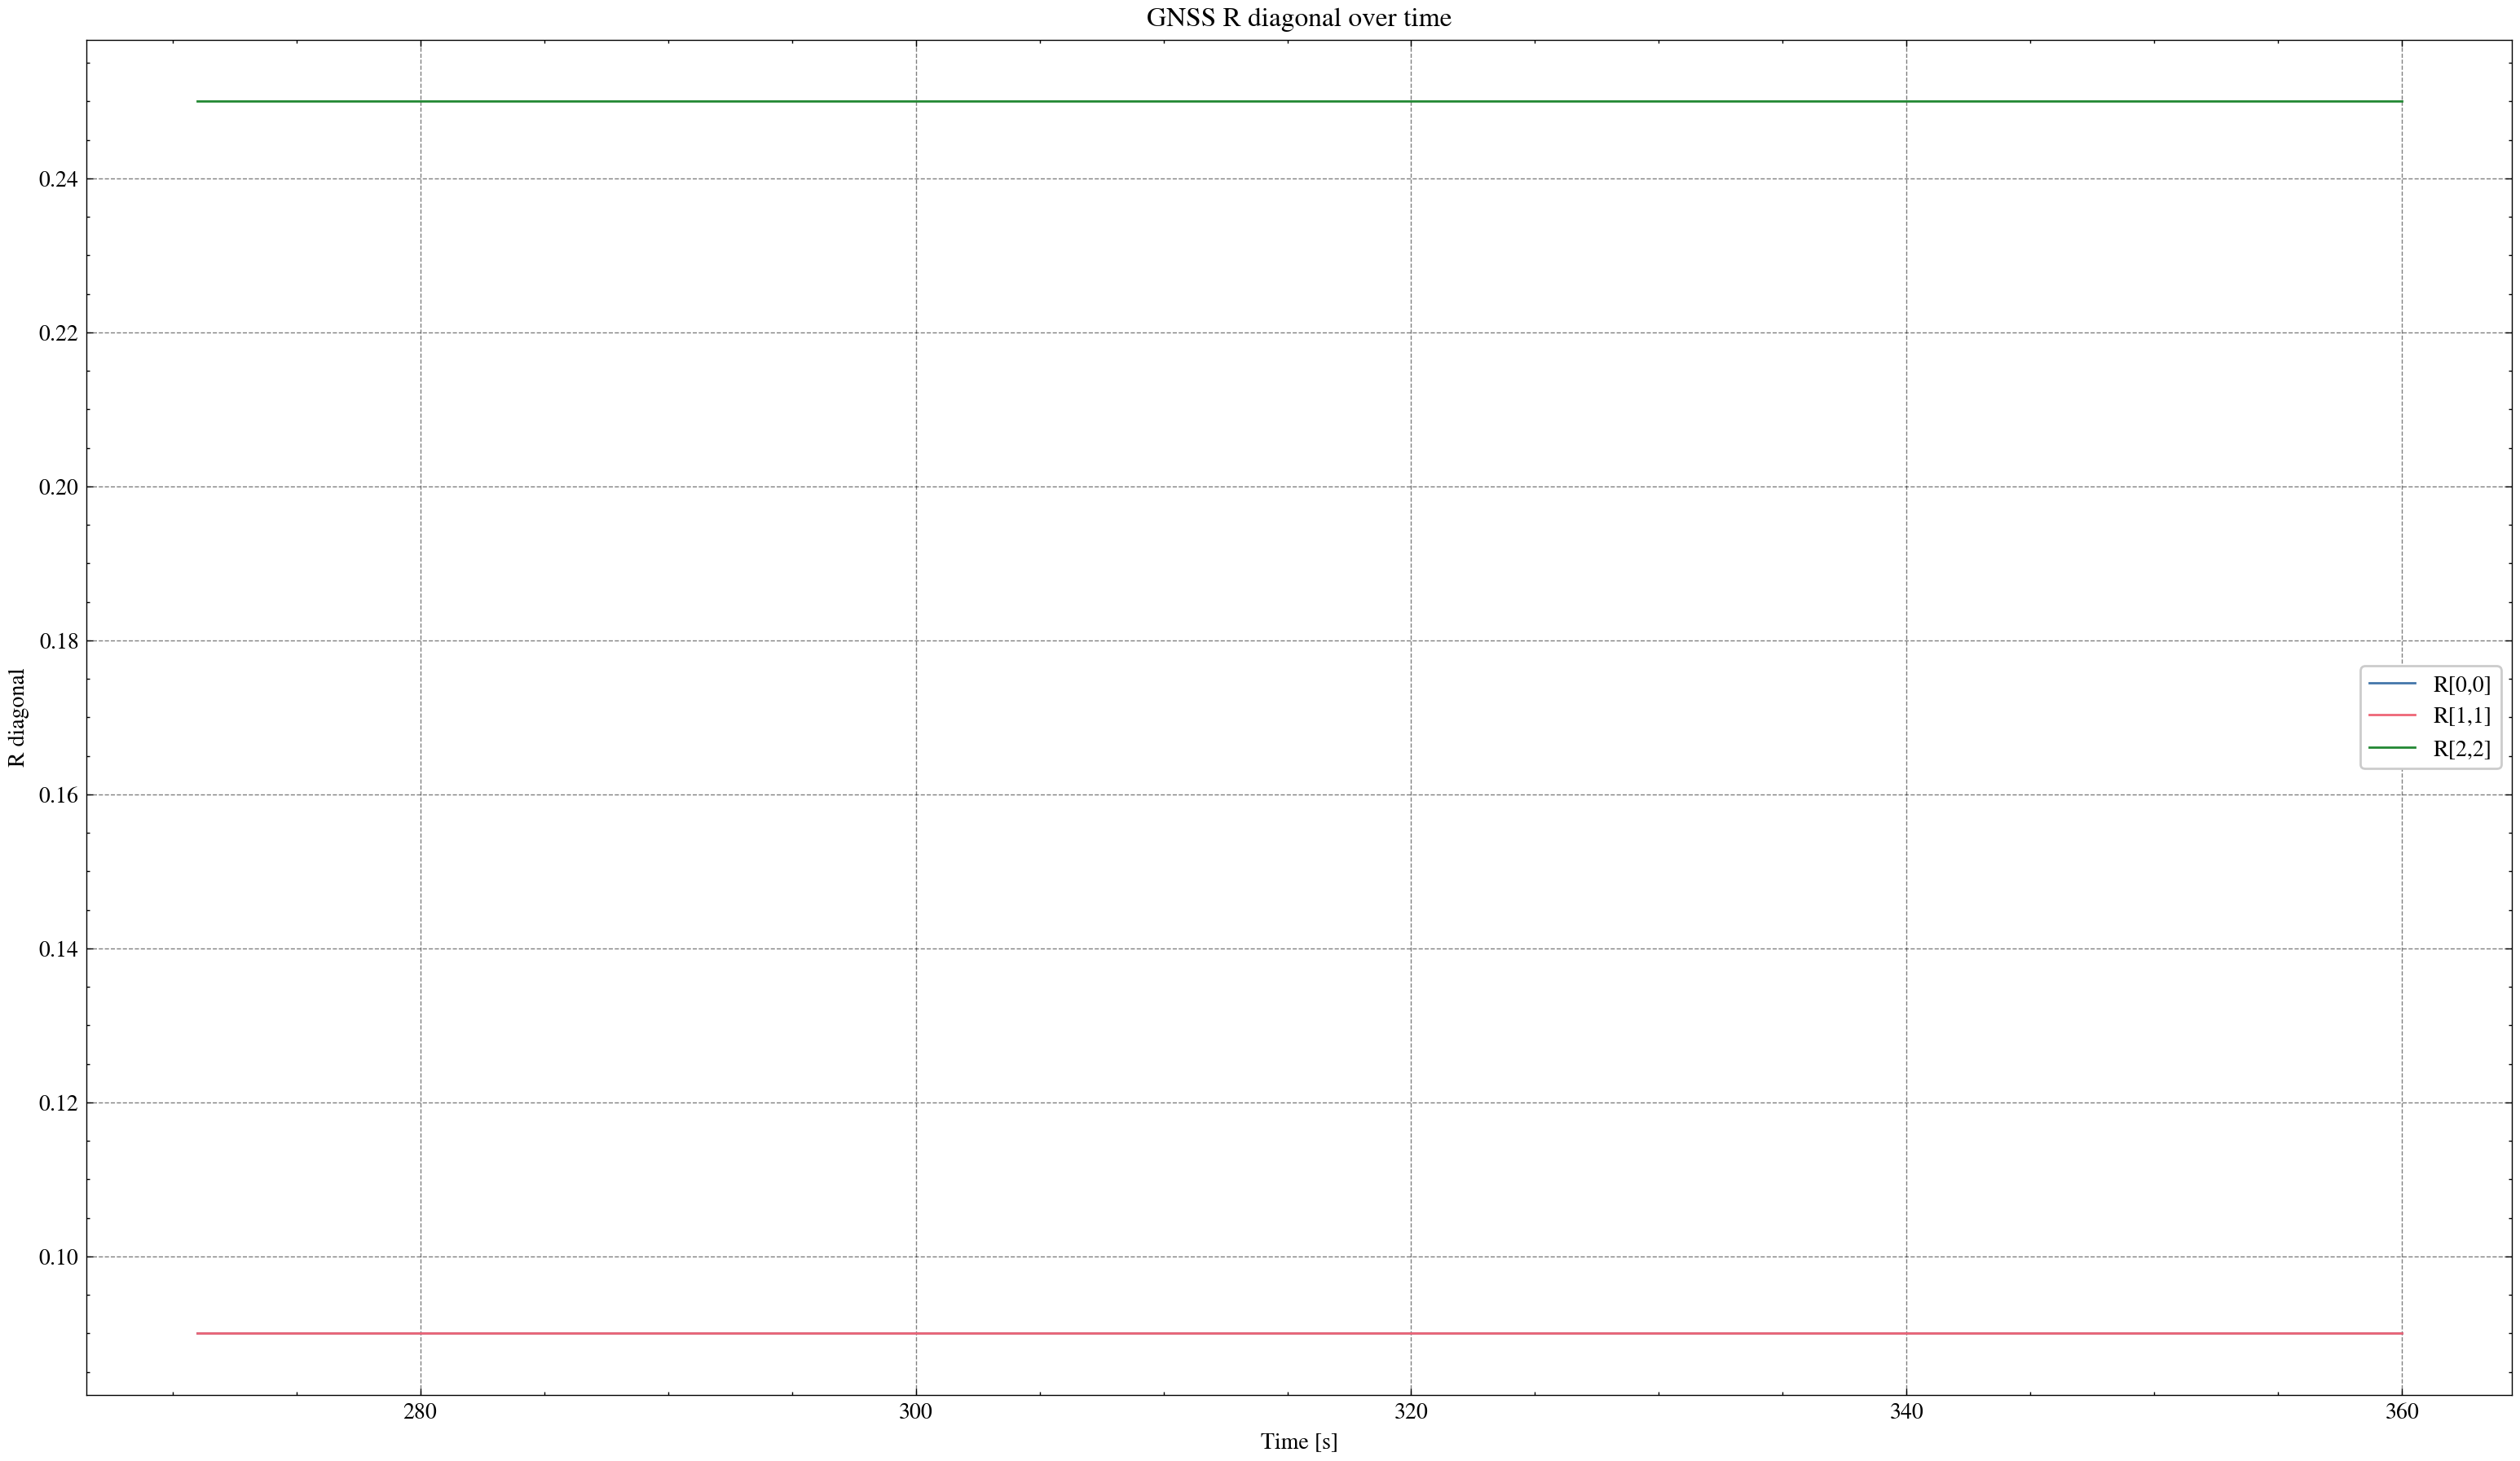 GNSS R diagonal over time
0.24
0.22
0.20
0.18
0.16
0.14
0.12
0.10
R diagonal
R[0,0]
R[1,1]
R[2,2]
280
300
320
340
360
Time [s]